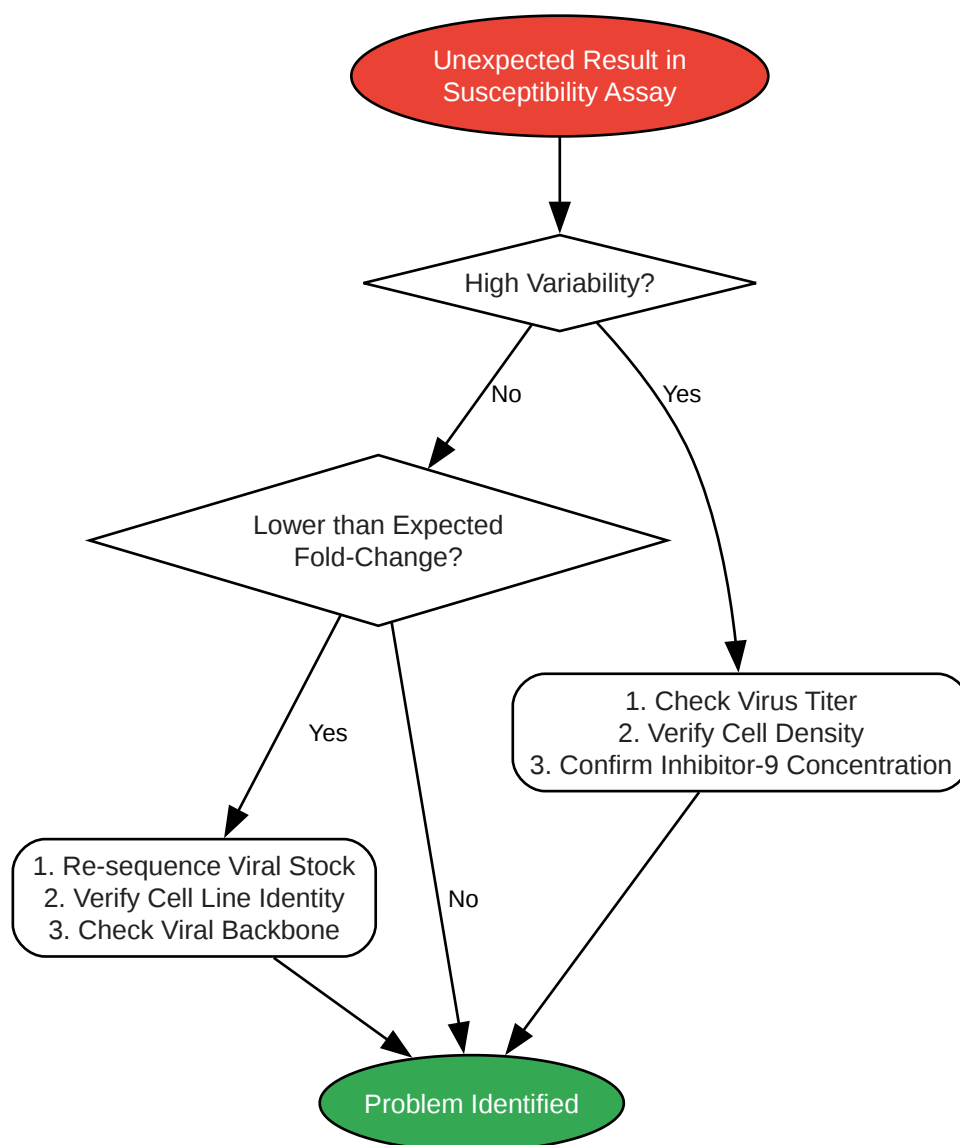 Unexpected Result in
Susceptibility Assay
High Variability?
No
Yes
Lower than Expected
Fold-Change?
1. Check Virus Titer
2. Verify Cell Density
3. Confirm Inhibitor-9 Concentration
Yes
No
1. Re-sequence Viral Stock
2. Verify Cell Line Identity
3. Check Viral Backbone
Problem Identified